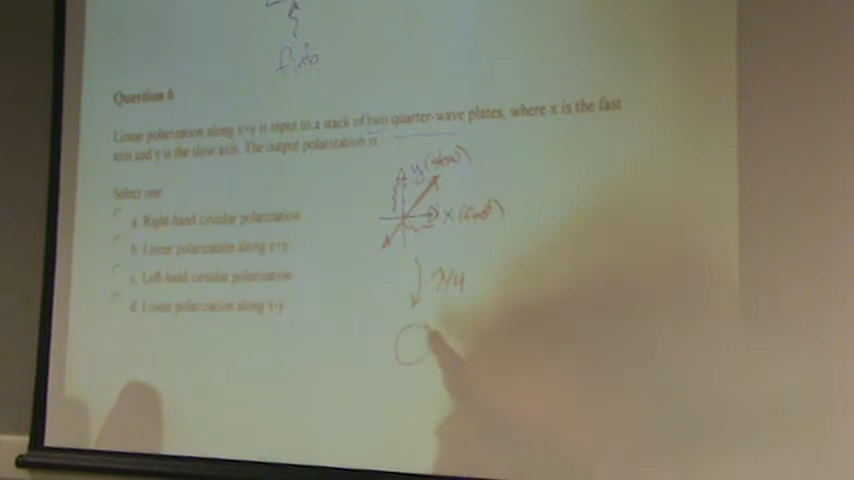 Question 6
Linear polarization along x+y is input to a stack of two quarter-wave plates, where x is the fast
axis and y is the slow axis. The output polarization is
Select one
y (slow)
a. Right-hand circular polarization
x (fast)
b. Linear polarization along x+y
c. Left-hand circular polarization
λ/4
d. Linear polarization along x-y